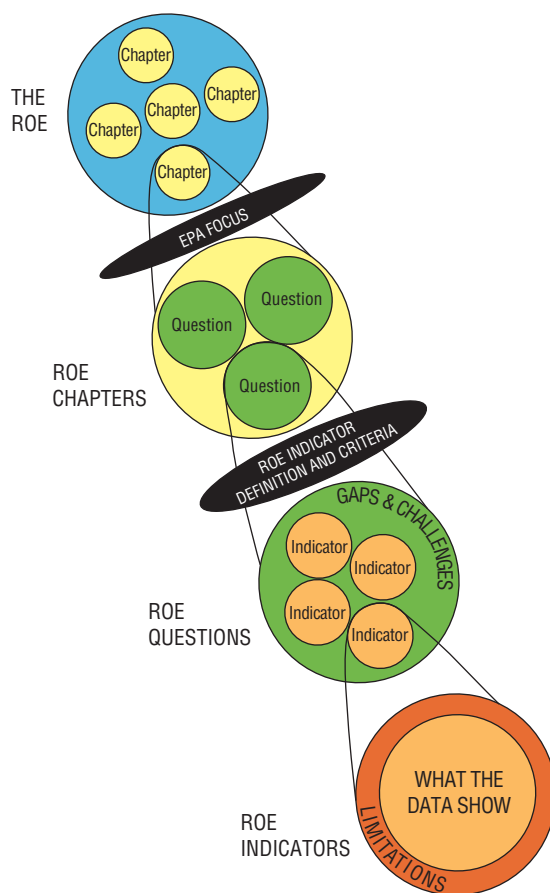 THE
ROE
Chapter
Chapter
Chapter
Chapter
Chapter
EPA FOCUS
ROE
CHAPTERS
Question
Question
Question
ROE INDICATOR
DEFINITION AND CRITERIA
ROE
QUESTIONS
GAPS & CHALLENGES
Indicator
Indicator
Indicator
Indicator
ROE
INDICATORS
WHAT THE
DATA SHOW
LIMITATIONS